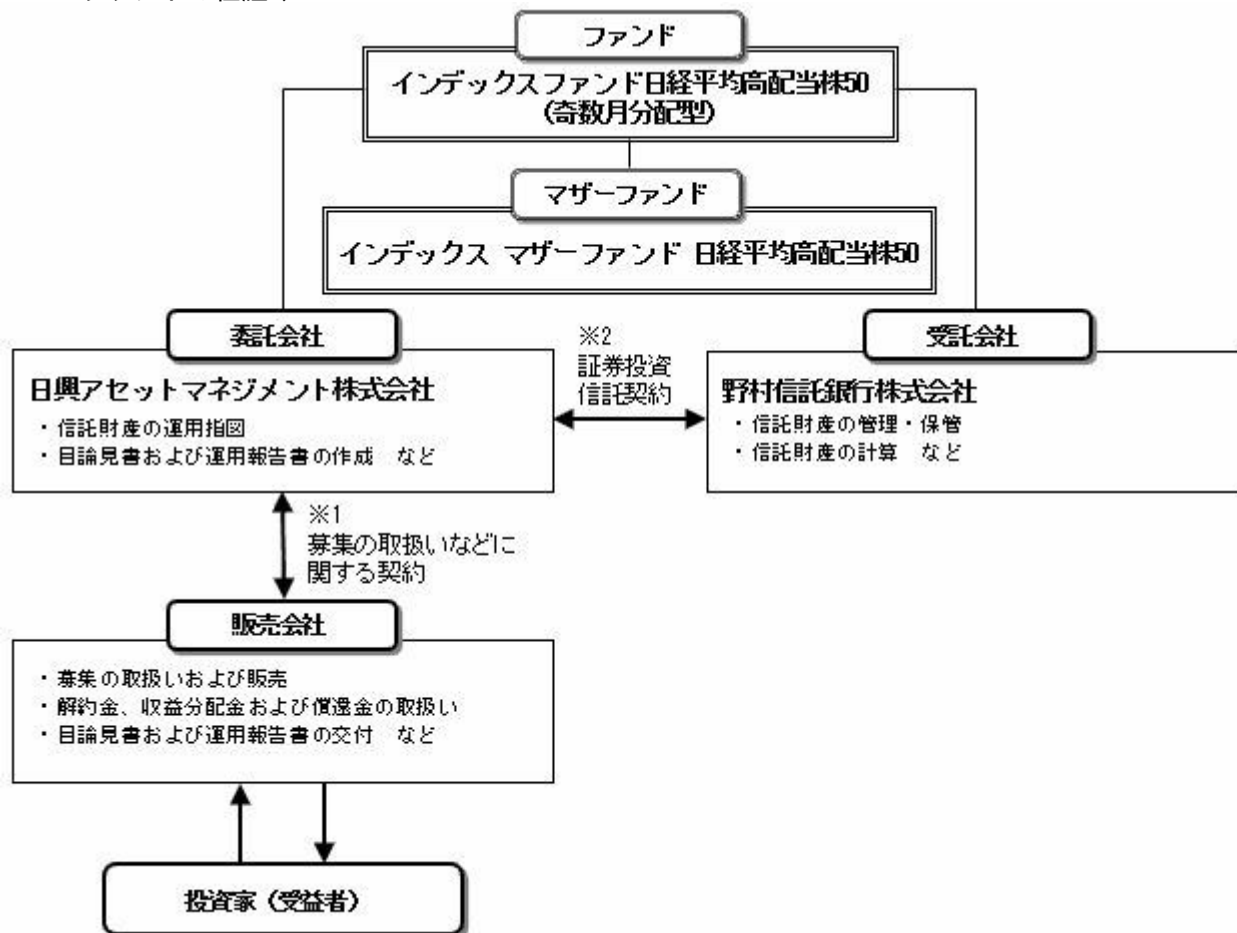 ファンド
インデックスファンド日経平均高配当株50
(奇数月分配型)
マザーファンド
インデックス マザーファンド 日経平均高配当株50
委託会社
日興アセットマネジメント株式会社
・信託財産の運用指図
・目論見書および運用報告書の作成 など
※2
証券投資
信託契約
受託会社
野村信託銀行株式会社
・信託財産の管理・保管
・信託財産の計算 など
※1
募集の取扱いなどに
関する契約
販売会社
・募集の取扱いおよび販売
・解約金、収益分配金および償還金の取扱い
・目論見書および運用報告書の交付 など
投資家（受益者）